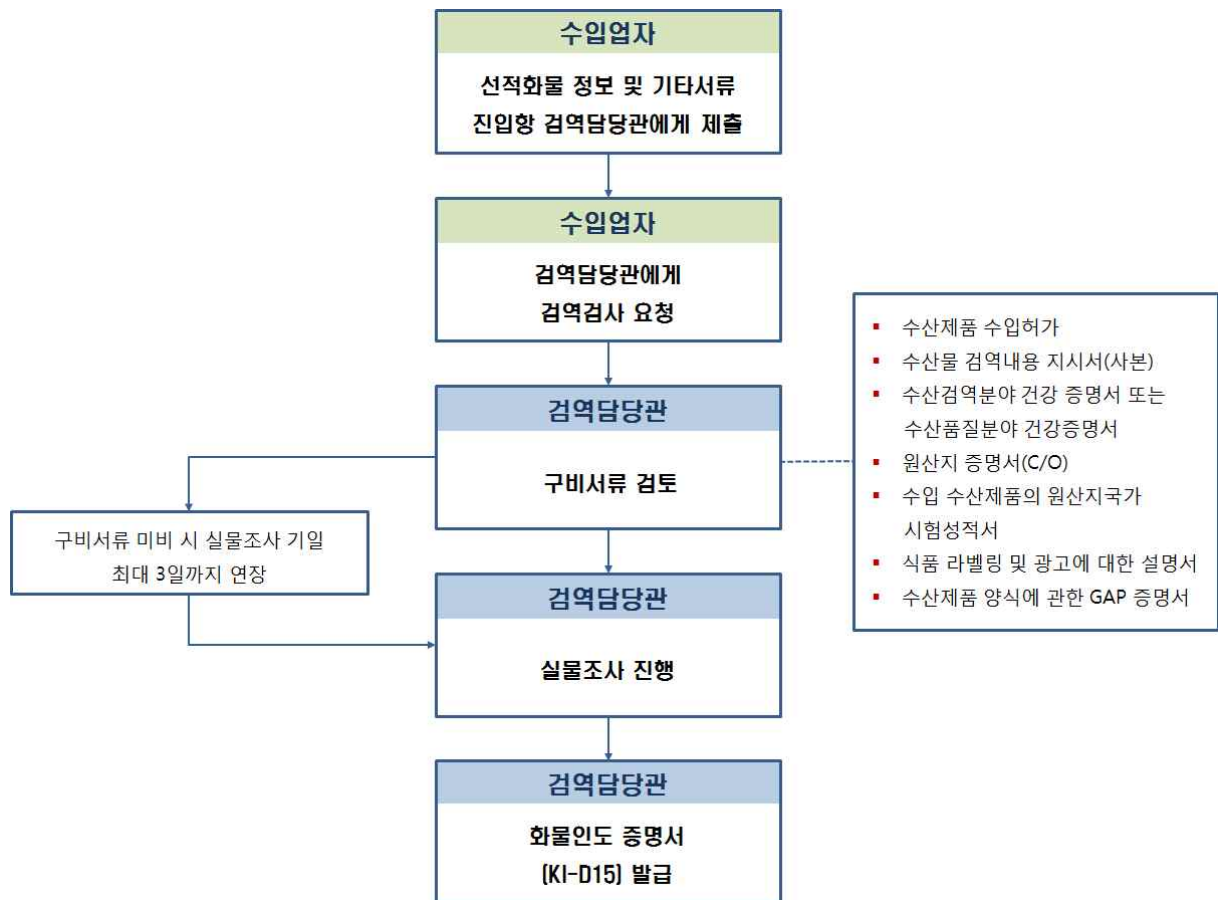 수입업자
선적화물 정보 및 기타서류
진입항 검역담당관에게 제출
수입업자
검역담당관에게
검역검사 요청
검역담당관
구비서류 검토
▪ 수산제품 수입허가
▪ 수산물 검역내용 지시서(사본)
▪ 수산검역분야 건강 증명서 또는
수산품질분야 건강증명서
▪ 원산지 증명서(C/O)
▪ 수입 수산제품의 원산지국가
시험성적서
▪ 식품 라벨링 및 광고에 대한 설명서
▪ 수산제품 양식에 관한 GAP 증명서
구비서류 미비 시 실물조사 기일
최대 3일까지 연장
검역담당관
실물조사 진행
검역담당관
화물인도 증명서
(KI-D15) 발급